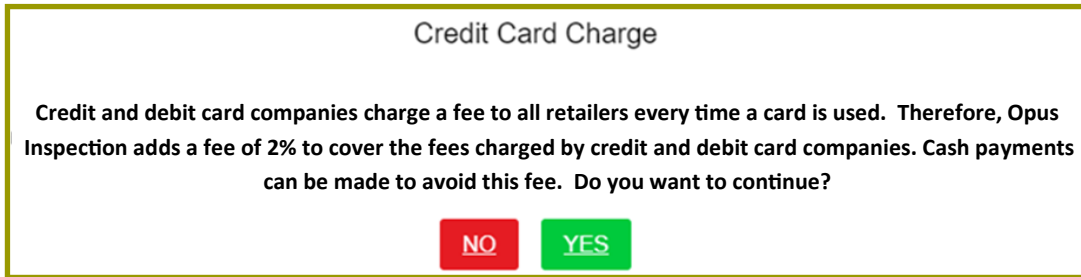 Credit Card Charge
Credit and debit card companies charge a fee to all retailers every time a card is used.  Therefore, Opus
Inspection adds a fee of 2% to cover the fees charged by credit and debit card companies. Cash payments
can be made to avoid this fee.  Do you want to continue?
NO YES